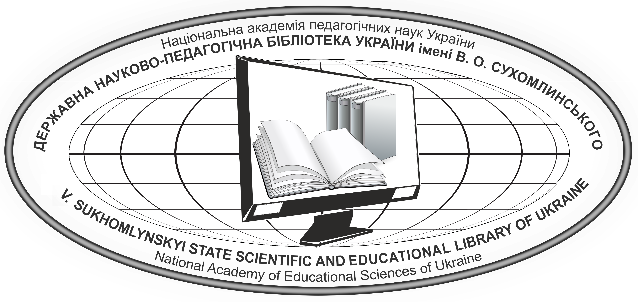 Національна академія педагогічних наук України
ДЕРЖАВНА НАУКОВО-ПЕДАГОГІЧНА БІБЛІОТЕКА УКРАЇНИ імені В. О. СУХОМЛИНСЬКОГО
V. SUKHOMLYNSKYI STATE SCIENTIFIC AND EDUCATIONAL LIBRARY OF UKRAINE
National Academy of Educational Sciences of Ukraine